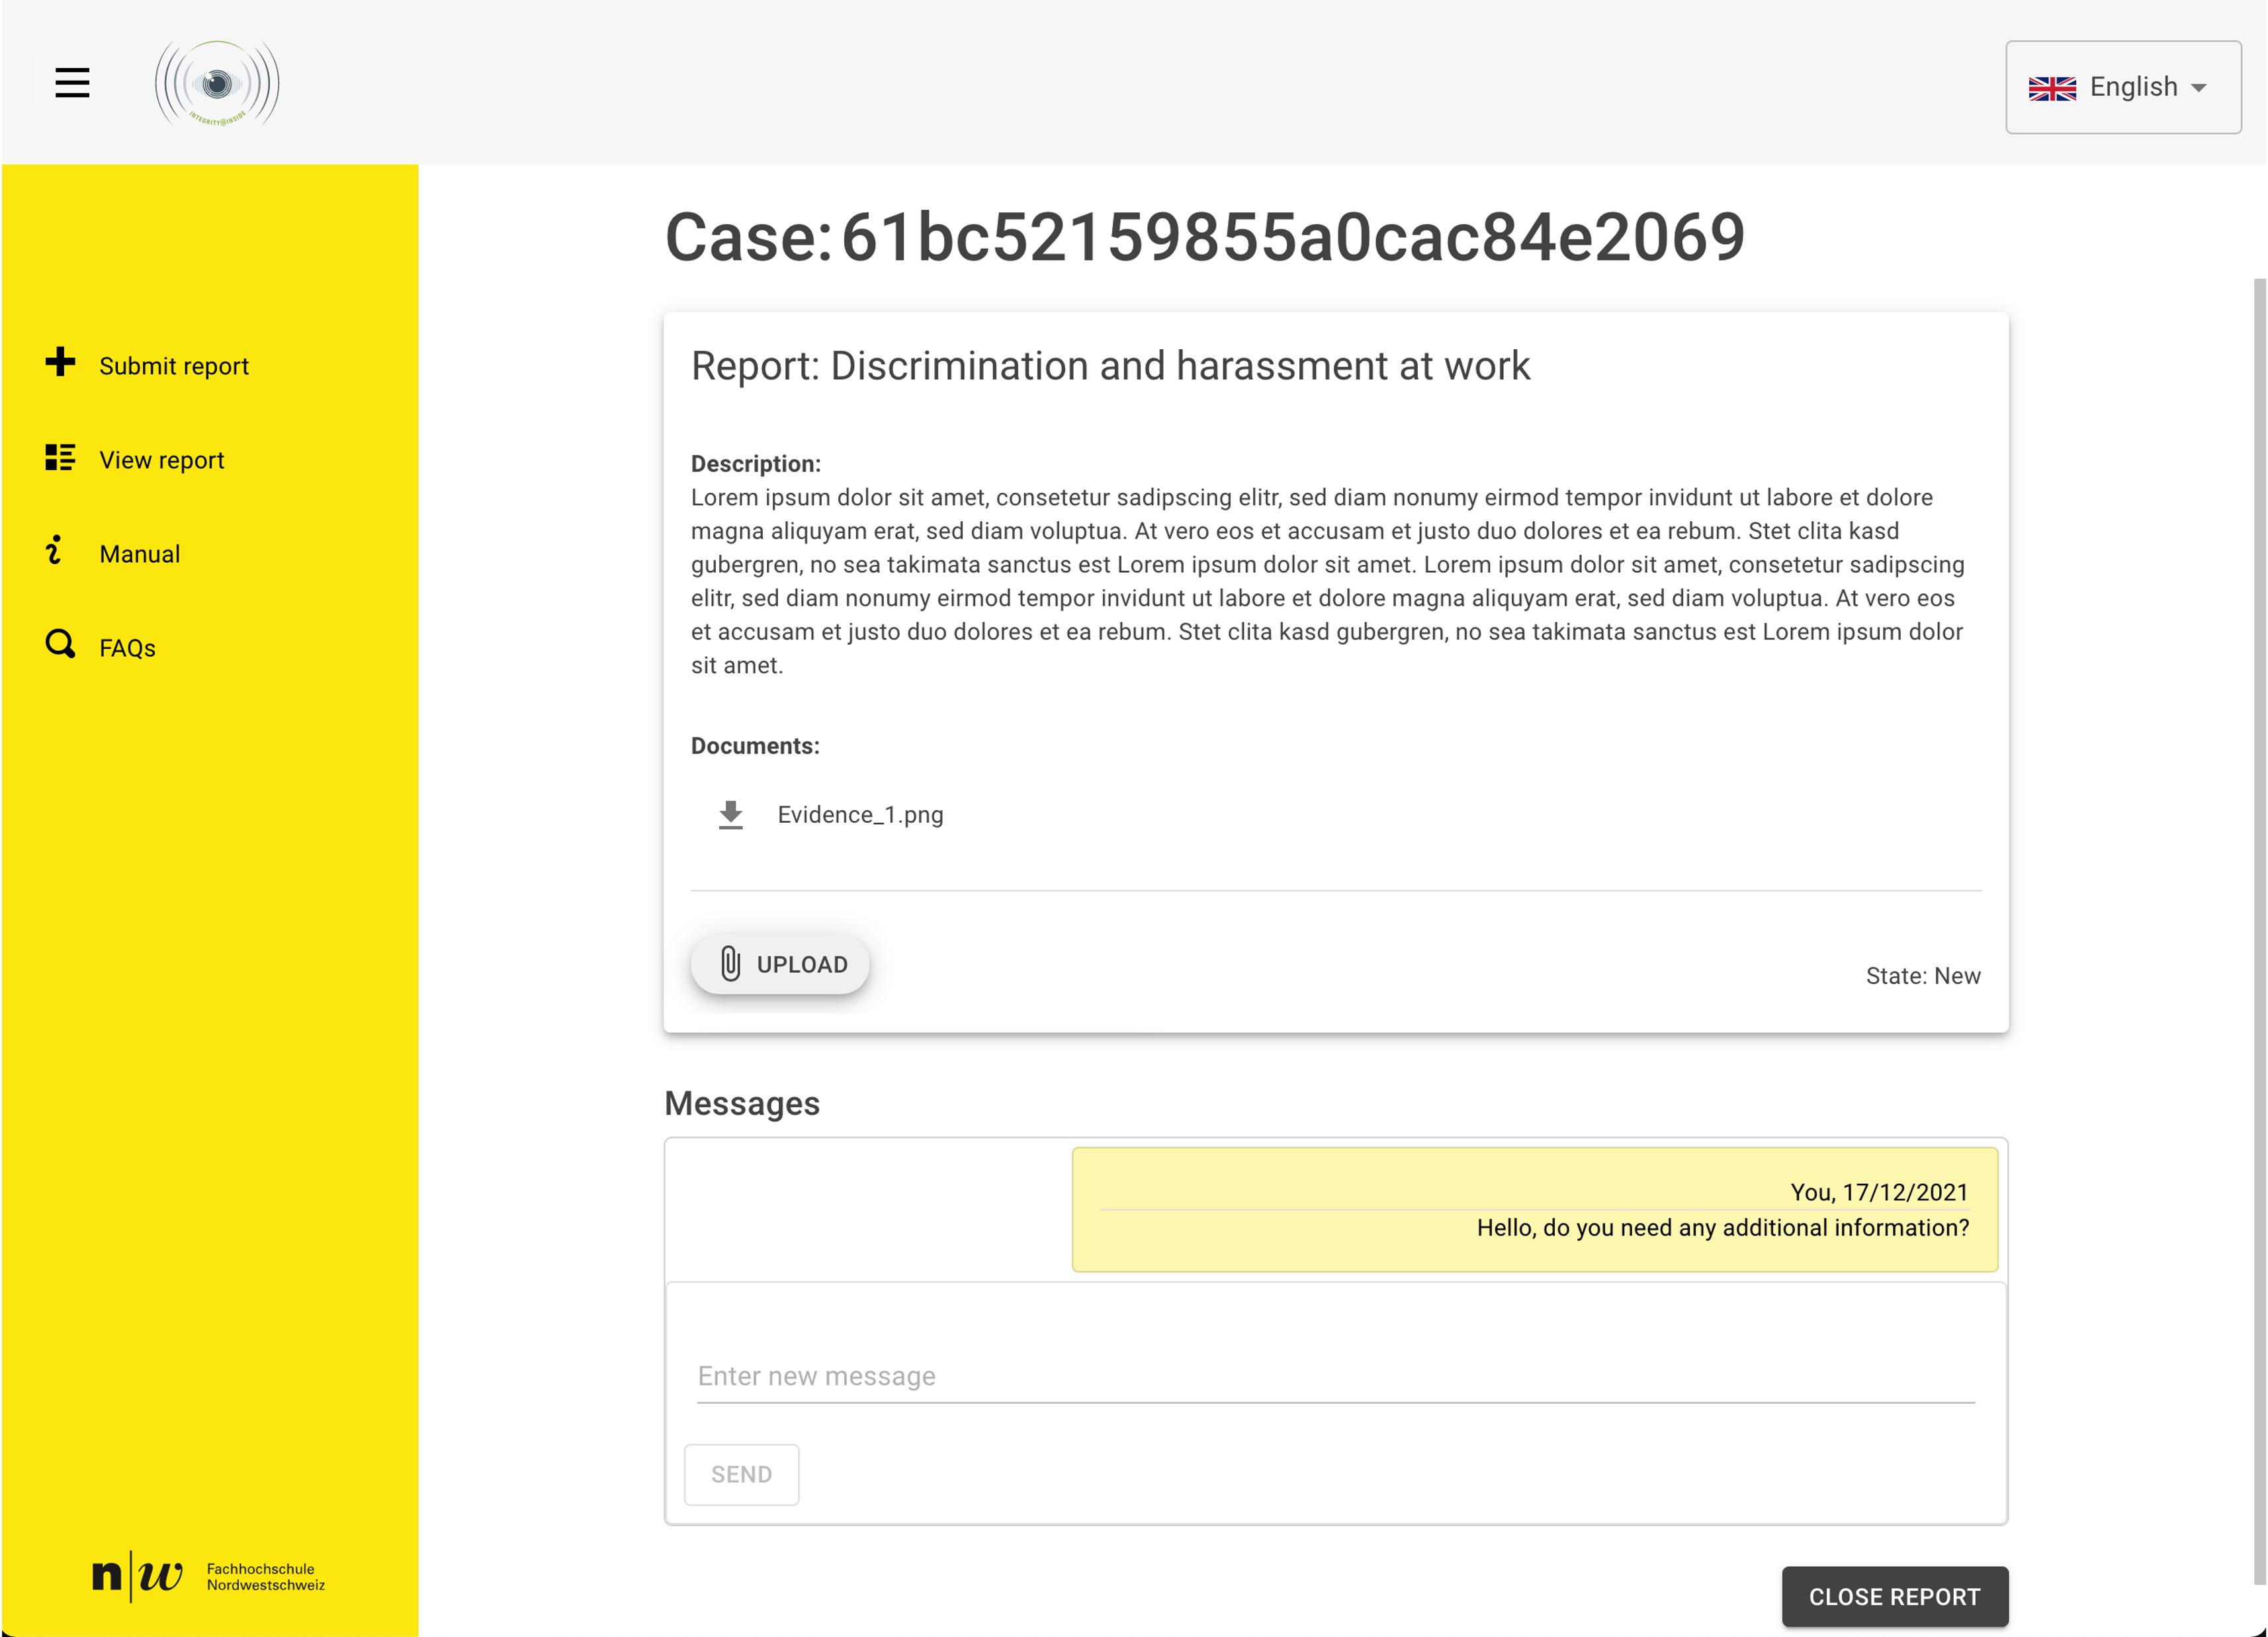 INTEGRITY@INSIDE
English
Submit report
View report
Manual
FAQs
n|w Fachhochschule
Nordwestschweiz
Case: 61bc52159855a0cac84e2069
Report: Discrimination and harassment at work
Description:
Lorem ipsum dolor sit amet, consetetur sadipscing elitr, sed diam nonumy eirmod tempor invidunt ut labore et dolore
magna aliquyam erat, sed diam voluptua. At vero eos et accusam et justo duo dolores et ea rebum. Stet clita kasd
gubergren, no sea takimata sanctus est Lorem ipsum dolor sit amet. Lorem ipsum dolor sit amet, consetetur sadipscing
elitr, sed diam nonumy eirmod tempor invidunt ut labore et dolore magna aliquyam erat, sed diam voluptua. At vero eos
et accusam et justo duo dolores et ea rebum. Stet clita kasd gubergren, no sea takimata sanctus est Lorem ipsum dolor
sit amet.
Documents:
Evidence_1.png
UPLOAD
State: New
Messages
You, 17/12/2021
Hello, do you need any additional information?
Enter new message
SEND
CLOSE REPORT